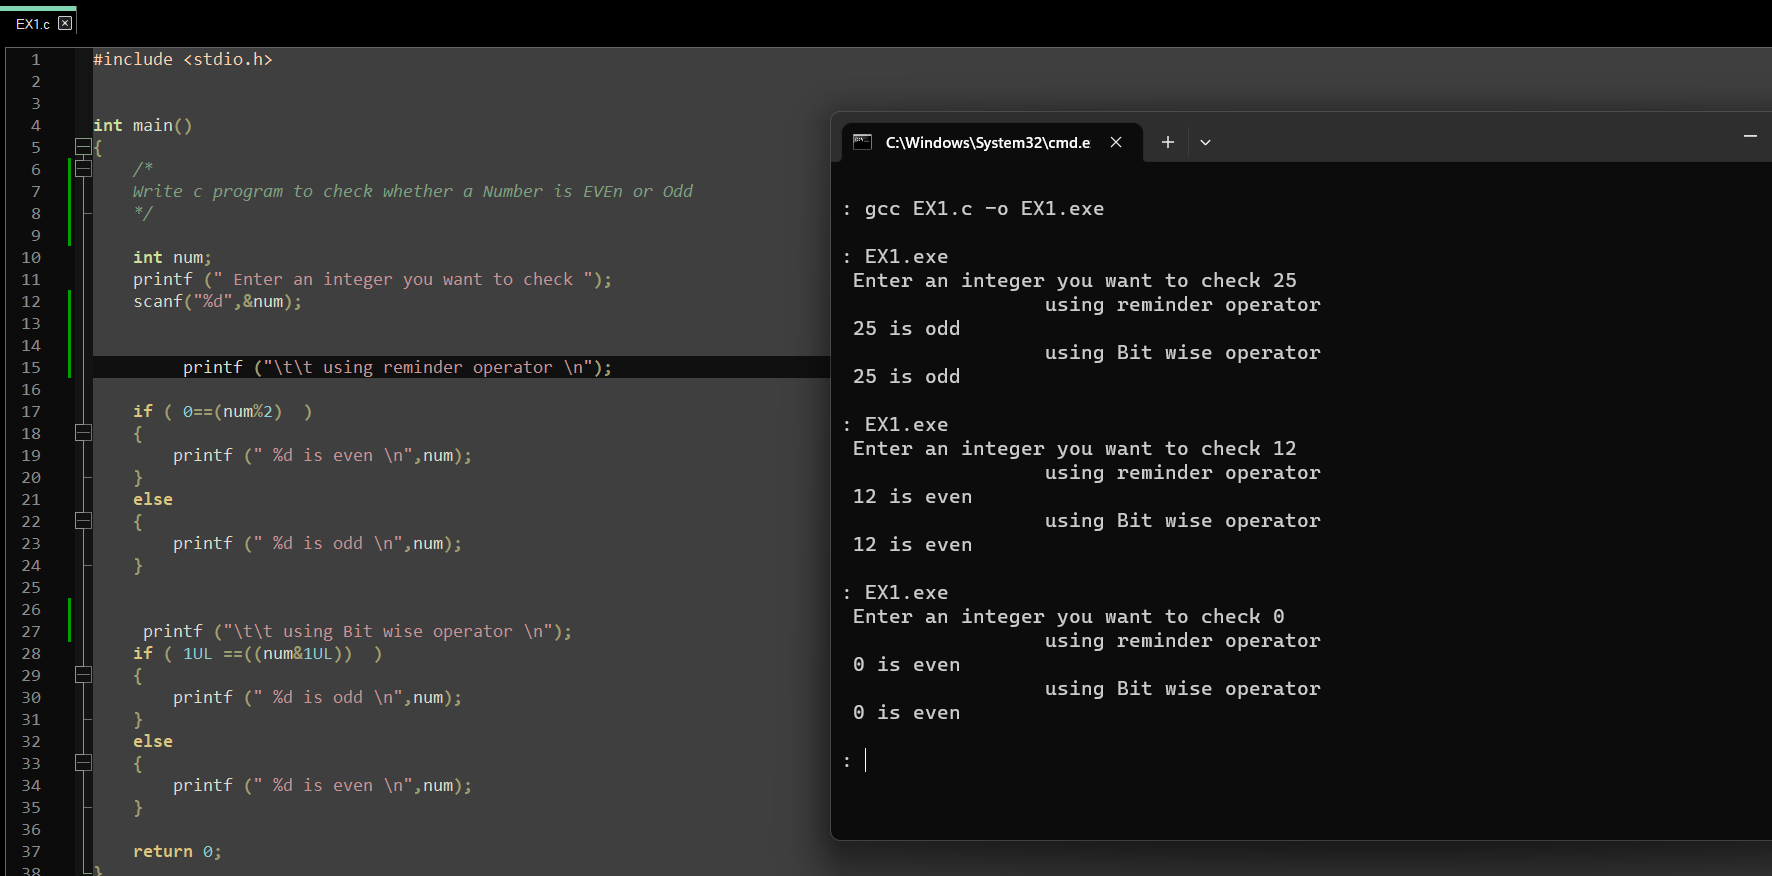 EX1.c
1 #include <stdio.h>
2
3
4 int main()
5 {
6 /*
7 Write c program to check whether a Number is EVEn or Odd
8 */
9
10 int num;
11 printf (" Enter an integer you want to check ");
12 scanf("%d",&num);
13
14
15 printf ("\t\t using reminder operator \n");
16
17 if ( 0==(num%2)  )
18 {
19 printf (" %d is even \n",num);
20 }
21 else
22 {
23 printf (" %d is odd \n",num);
24 }
25
26
27 printf ("\t\t using Bit wise operator \n");
28 if ( 1UL ==((num&1UL))  )
29 {
30 printf (" %d is odd \n",num);
31 }
32 else
33 {
34 printf (" %d is even \n",num);
35 }
36
37 return 0;
38 }
C:\Windows\System32\cmd.e
: gcc EX1.c -o EX1.exe
: EX1.exe
Enter an integer you want to check 25
using reminder operator
25 is odd
using Bit wise operator
25 is odd
: EX1.exe
Enter an integer you want to check 12
using reminder operator
12 is even
using Bit wise operator
12 is even
: EX1.exe
Enter an integer you want to check 0
using reminder operator
0 is even
using Bit wise operator
0 is even
: